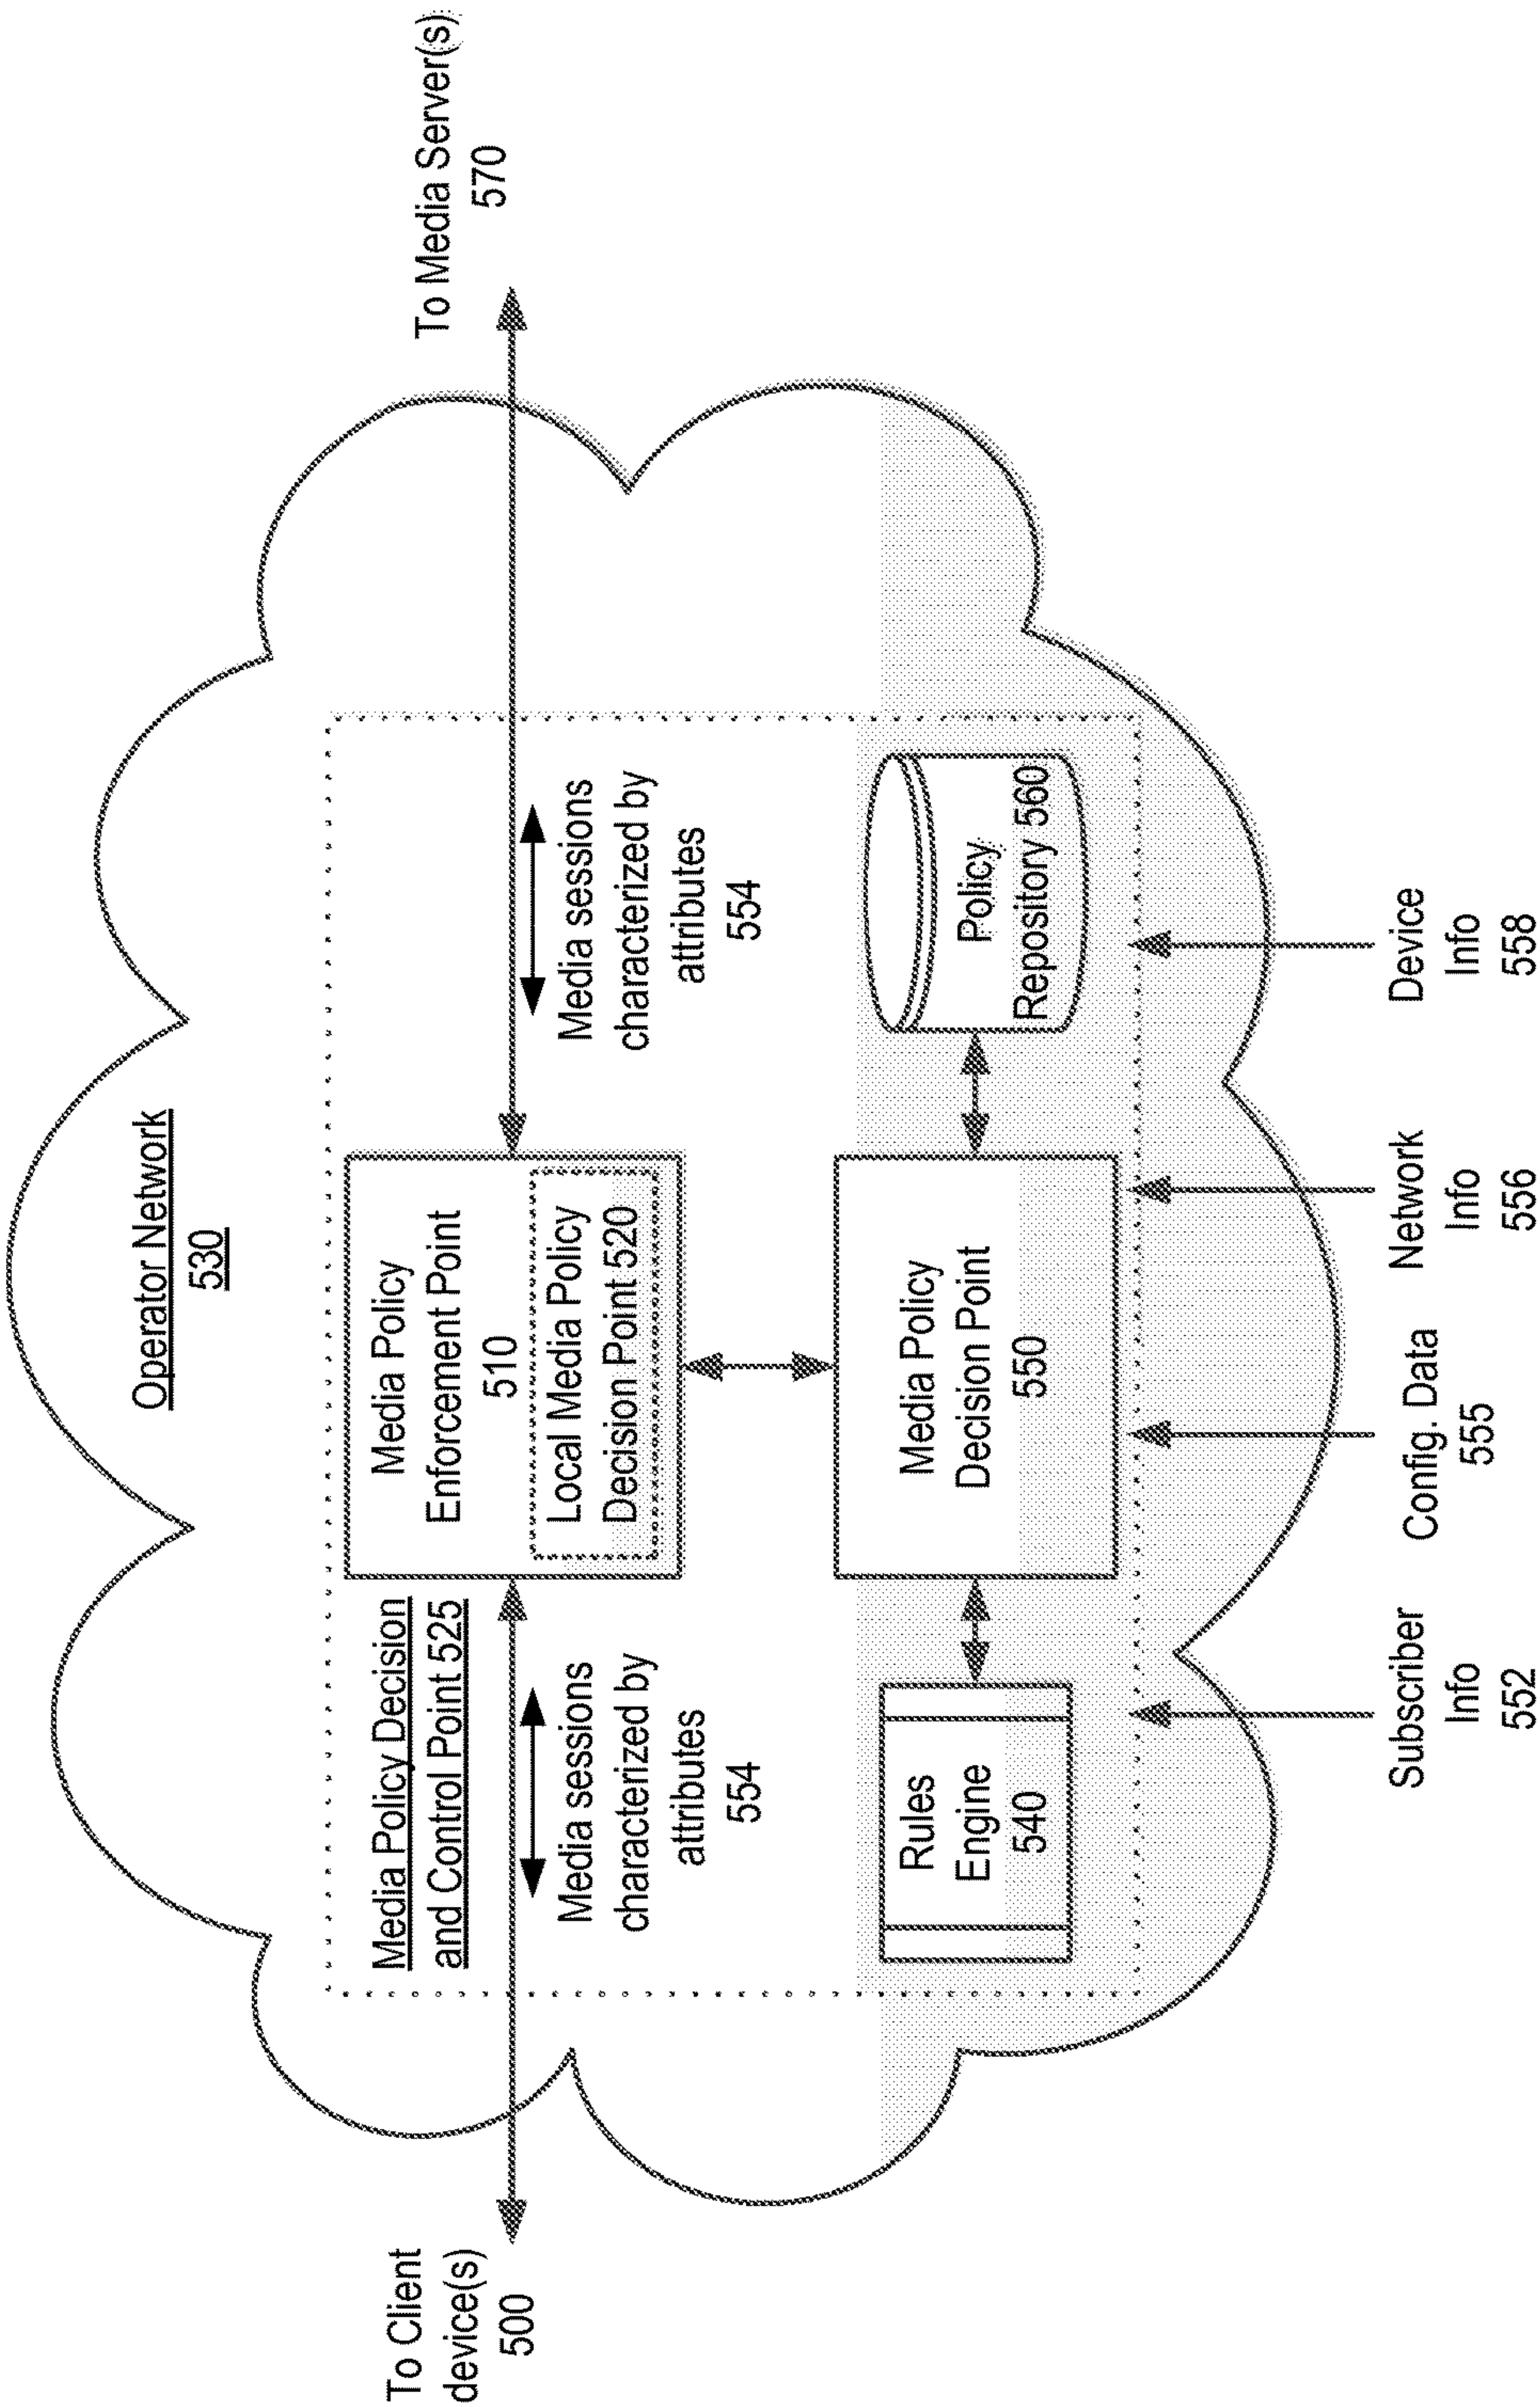 Operator Network
530
To Client
device(s)
500
To Media Server(s)
570
Media Policy Decision
and Control Point 525
Media Policy
Enforcement Point
510
Local Media Policy
Decision Point 520
Media sessions
characterized by
attributes
554
Media sessions
characterized by
attributes
554
Rules
Engine
540
Media Policy
Decision Point
550
Policy
Repository 560
Subscriber
Info
552
Config. Data
555
Network
Info
556
Device
Info
558